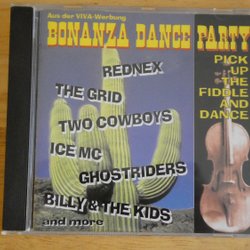 Aus der VIVA-Werbung
BONANZA DANCE PARTY
PICK
UP
THE
FIDDLE
AND
DANCE
REDNEX
THE GRID
TWO COWBOYS
ICE MC
GHOSTRIDERS
BILLY & THE KIDS
and more